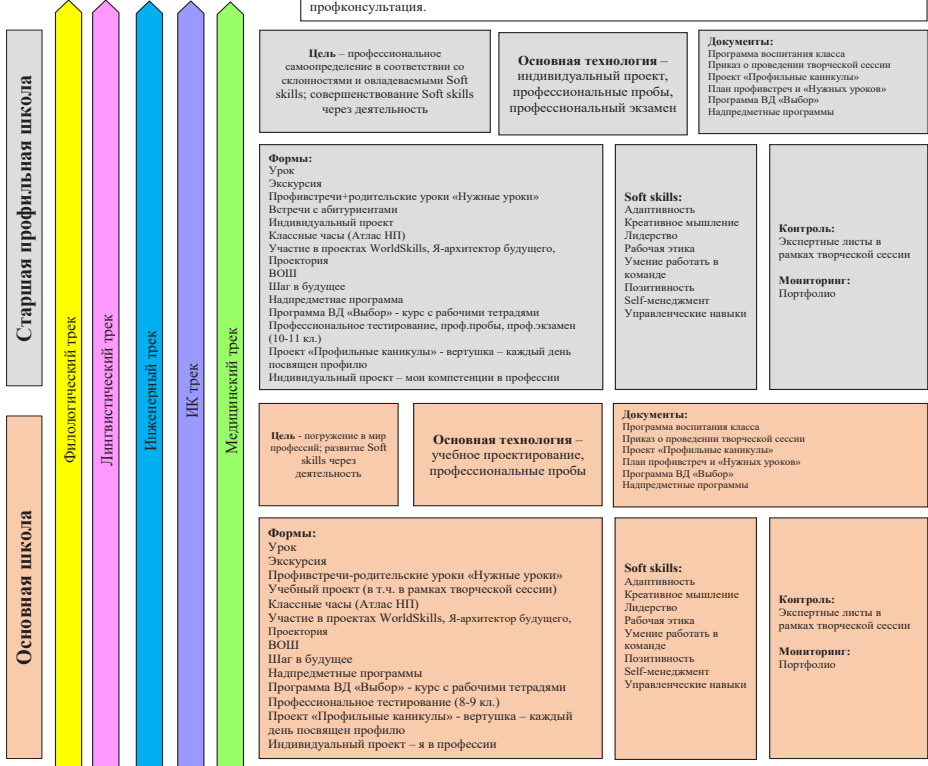 профконсультация.
Старшая профильная школа
Основная школа
Филологический трек
Лингвистический трек
Инженерный трек
ИК трек
Медицинский трек
Цель – профессиональное
самоопределение в соответствии со
склонностями и овладеваемыми Soft
skills; совершенствование Soft skills
через деятельность
Основная технология –
индивидуальный проект,
профессиональные пробы,
профессиональный экзамен
Документы:
Программа воспитания класса
Приказ о проведении творческой сессии
Проект «Профильные каникулы»
План профивстреч и «Нужных уроков»
Программа ВД «Выбор»
Надпредметные программы
Формы:
Урок
Экскурсия
Профивстречи+родительские уроки «Нужные уроки»
Встречи с абитуриентами
Индивидуальный проект
Классные часы (Атлас НП)
Участие в проектах WorldSkills, Я-архитектор будущего,
Проектория
ВОШ
Шаг в будущее
Надпредметнае программа
Программа ВД «Выбор» - курс с рабочими тетрадями
Профессиональное тестирование, проф.пробы, проф.экзамен
(10-11 кл.)
Проект «Профильные каникулы» - вертушка – каждый день
посвящен профилю
Индивидуальный проект – мои компетенции в профессии
Soft skills:
Адаптивность
Креативное мышление
Лидерство
Рабочая этика
Умение работать в
команде
Позитивность
Self-менеджмент
Управленческие навыки
Контроль:
Экспертные листы в
рамках творческой сессии
Мониторинг:
Портфолио
Цель - погружение в мир
профессий; развитие Soft
skills через
деятельность
Основная технология –
учебное проектирование,
профессиональные пробы
Документы:
Программа воспитания класса
Приказ о проведении творческой сессии
Проект «Профильные каникулы»
План профивстреч и «Нужных уроков»
Программа ВД «Выбор»
Надпредметные программы
Формы:
Урок
Экскурсия
Профивстречи-родительские уроки «Нужные уроки»
Учебный проект (в т.ч. в рамках творческой сессии)
Классные часы (Атлас НП)
Участие в проектах WorldSkills, Я-архитектор будущего,
Проектория
ВОШ
Шаг в будущее
Надпредметные программы
Программа ВД «Выбор» - курс с рабочими тетрадями
Профессиональное тестирование (8-9 кл.)
Проект «Профильные каникулы» - вертушка – каждый
день посвящен профилю
Индивидуальный проект – я в профессии
Soft skills:
Адаптивность
Креативное мышление
Лидерство
Рабочая этика
Умение работать в
команде
Позитивность
Self-менеджмент
Управленческие навыки
Контроль:
Экспертные листы в
рамках творческой сессии
Мониторинг:
Портфолио